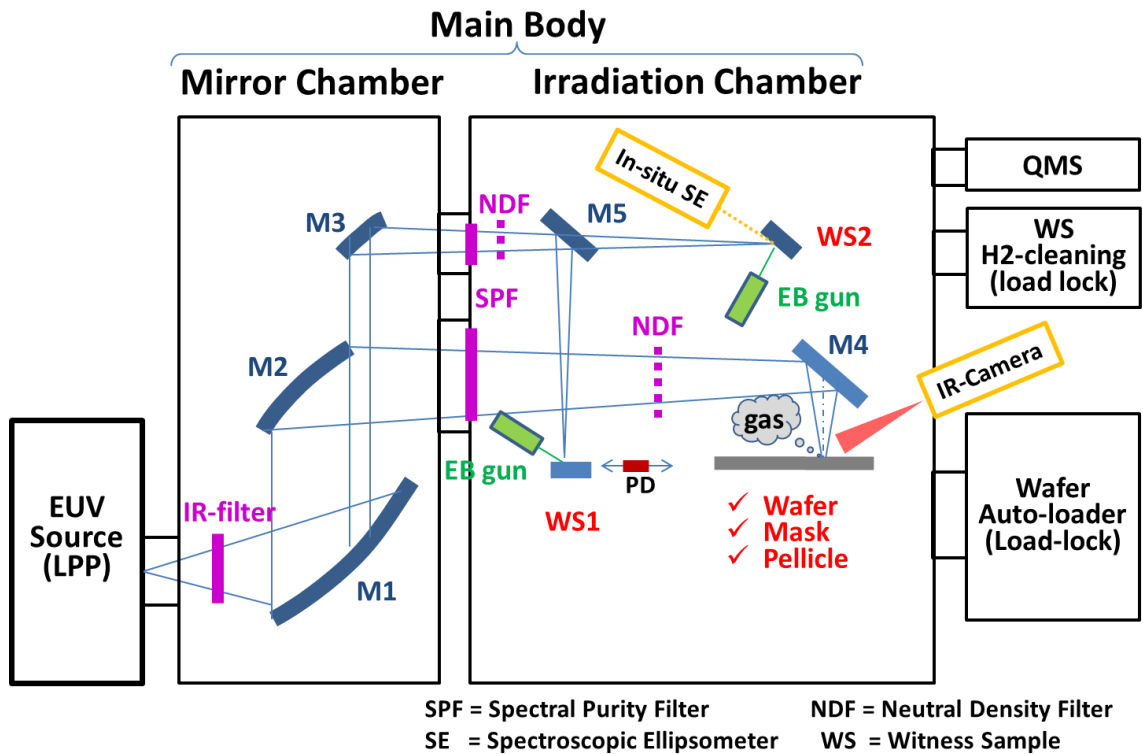 Main Body
Mirror Chamber
Irradiation Chamber
In-situ SE
QMS
NDF
M3
M5
WS2
WS
H2-cleaning
(load lock)
EB gun
SPF
NDF
M2
M4
IR-Camera
gas
EUV
Source
(LPP)
IR-filter
EB gun
PD
WS1
✓ Wafer
✓ Mask
✓ Pellicle
M1
Wafer
Auto-loader
(Load-lock)
SPF = Spectral Purity Filter
NDF = Neutral Density Filter
SE = Spectroscopic Ellipsometer
WS = Witness Sample